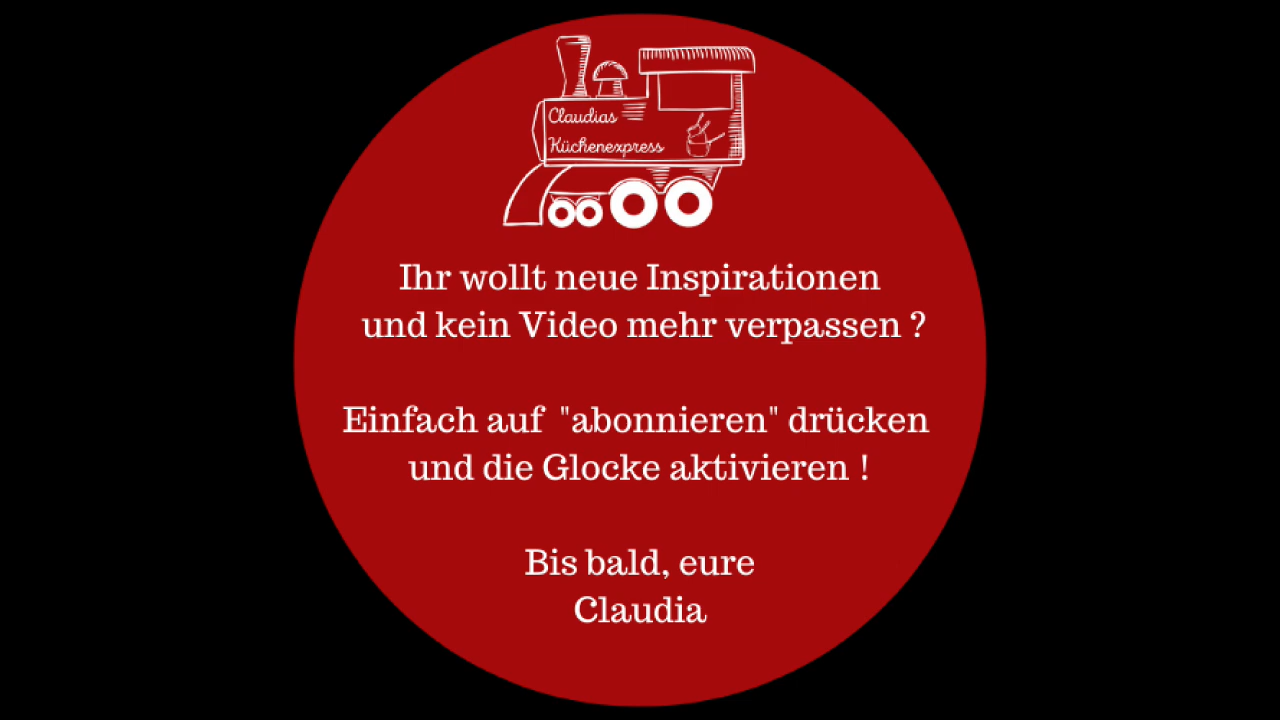 Claudias
Küchenexpress
Ihr wollt neue Inspirationen
und kein Video mehr verpassen ?
Einfach auf "abonnieren" drücken
und die Glocke aktivieren !
Bis bald, eure
Claudia